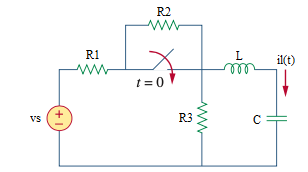 R2
R1
L
il(t)
t = 0
vs
+
−
R3
C